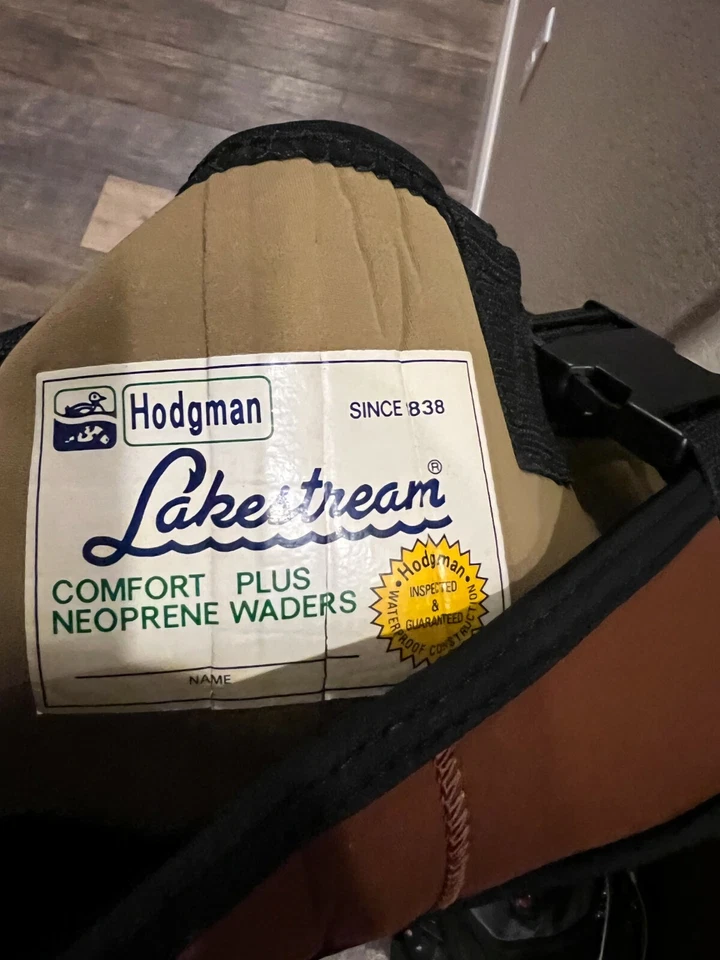 Hodgman
SINCE 1838
Lakestream®
COMFORT PLUS
NEOPRENE WADERS
Hodgman
INSPECTED
&
GUARANTEED
WATERPROOF CONSTRUCTION
NAME